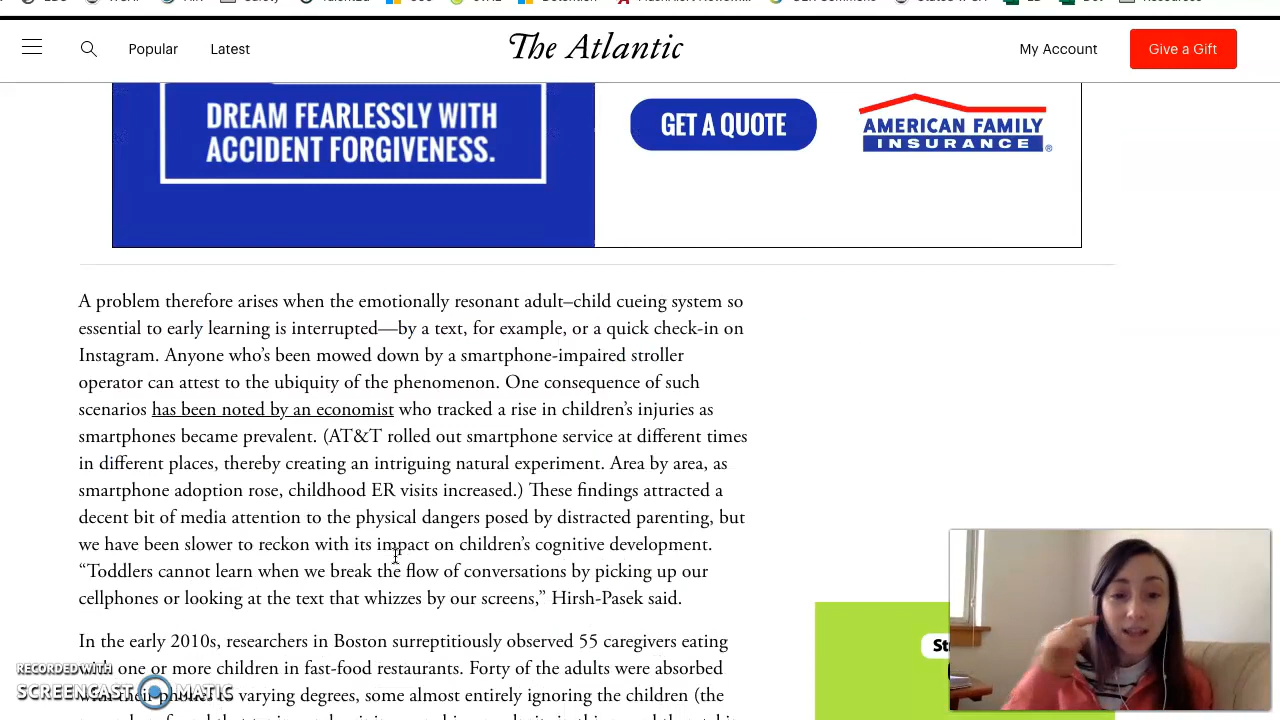 Popular
Latest
The Atlantic
My Account
Give a Gift
DREAM FEARLESSLY WITH
ACCIDENT FORGIVENESS.
GET A QUOTE
AMERICAN FAMILY
INSURANCE ®
A problem therefore arises when the emotionally resonant adult–child cueing system so
essential to early learning is interrupted—by a text, for example, or a quick check-in on
Instagram. Anyone who’s been mowed down by a smartphone-impaired stroller
operator can attest to the ubiquity of the phenomenon. One consequence of such
scenarios has been noted by an economist who tracked a rise in children’s injuries as
smartphones became prevalent. (AT&T rolled out smartphone service at different times
in different places, thereby creating an intriguing natural experiment. Area by area, as
smartphone adoption rose, childhood ER visits increased.) These findings attracted a
decent bit of media attention to the physical dangers posed by distracted parenting, but
we have been slower to reckon with its impact on children’s cognitive development.
“Toddlers cannot learn when we break the flow of conversations by picking up our
cellphones or looking at the text that whizzes by our screens,” Hirsh-Pasek said.
In the early 2010s, researchers in Boston surreptitiously observed 55 caregivers eating
one or more children in fast-food restaurants. Forty of the adults were absorbed
varying degrees, some almost entirely ignoring the children (the
St
RECORDED WITH
SCREENCAST MATIC